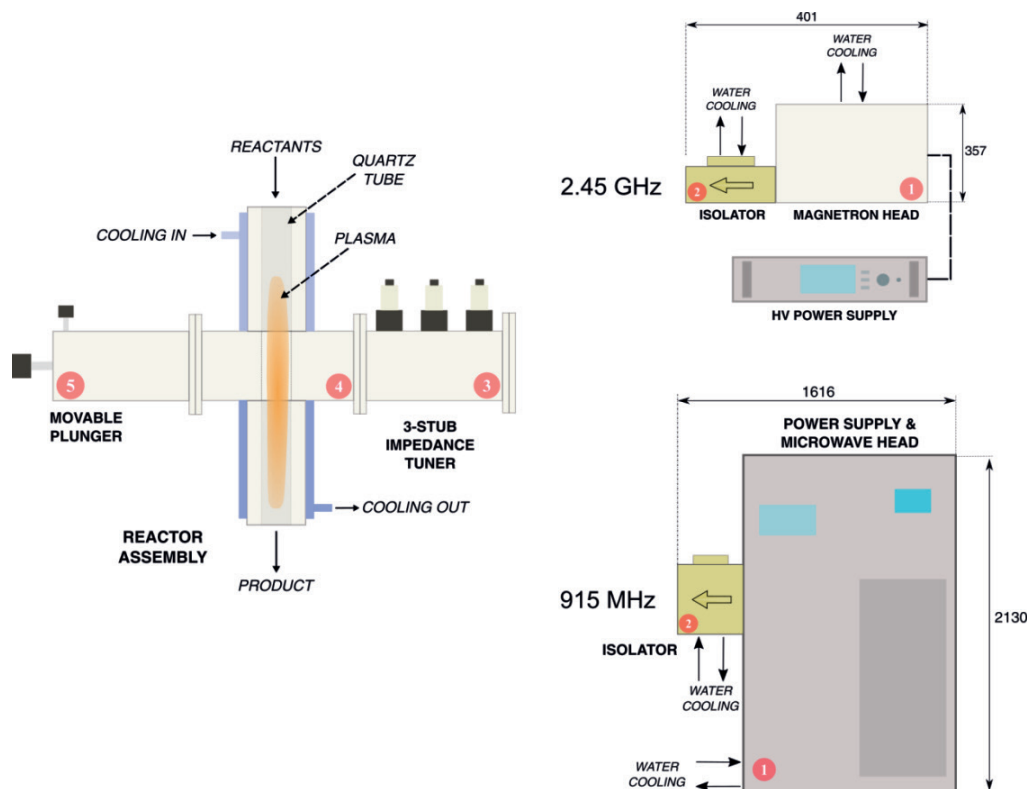 REACTANTS
QUARTZ
TUBE
COOLING IN
PLASMA
5
4
3
MOVABLE
PLUNGER
3-STUB
IMPEDANCE
TUNER
COOLING OUT
REACTOR
ASSEMBLY
PRODUCT
401
WATER
COOLING
WATER
COOLING
357
2.45 GHz
2
1
ISOLATOR
MAGNETRON HEAD
HV POWER SUPPLY
1616
POWER SUPPLY &
MICROWAVE HEAD
915 MHz
2
2130
ISOLATOR
WATER
COOLING
WATER
COOLING
1